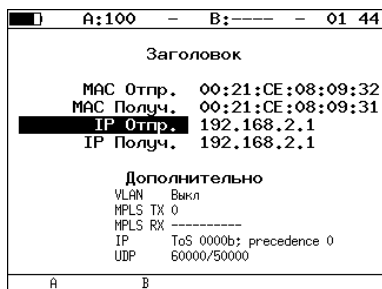 A:100 – B:---- – 01 44
Заголовок
MAC Отпр. 00:21:CE:08:09:32
MAC Получ. 00:21:CE:08:09:31
IP Отпр. 192.168.2.1
IP Получ. 192.168.2.1
Дополнительно
VLAN Выкл
MPLS TX 0
MPLS RX ----------
IP ToS 0000b; precedence 0
UDP 60000/50000
A B